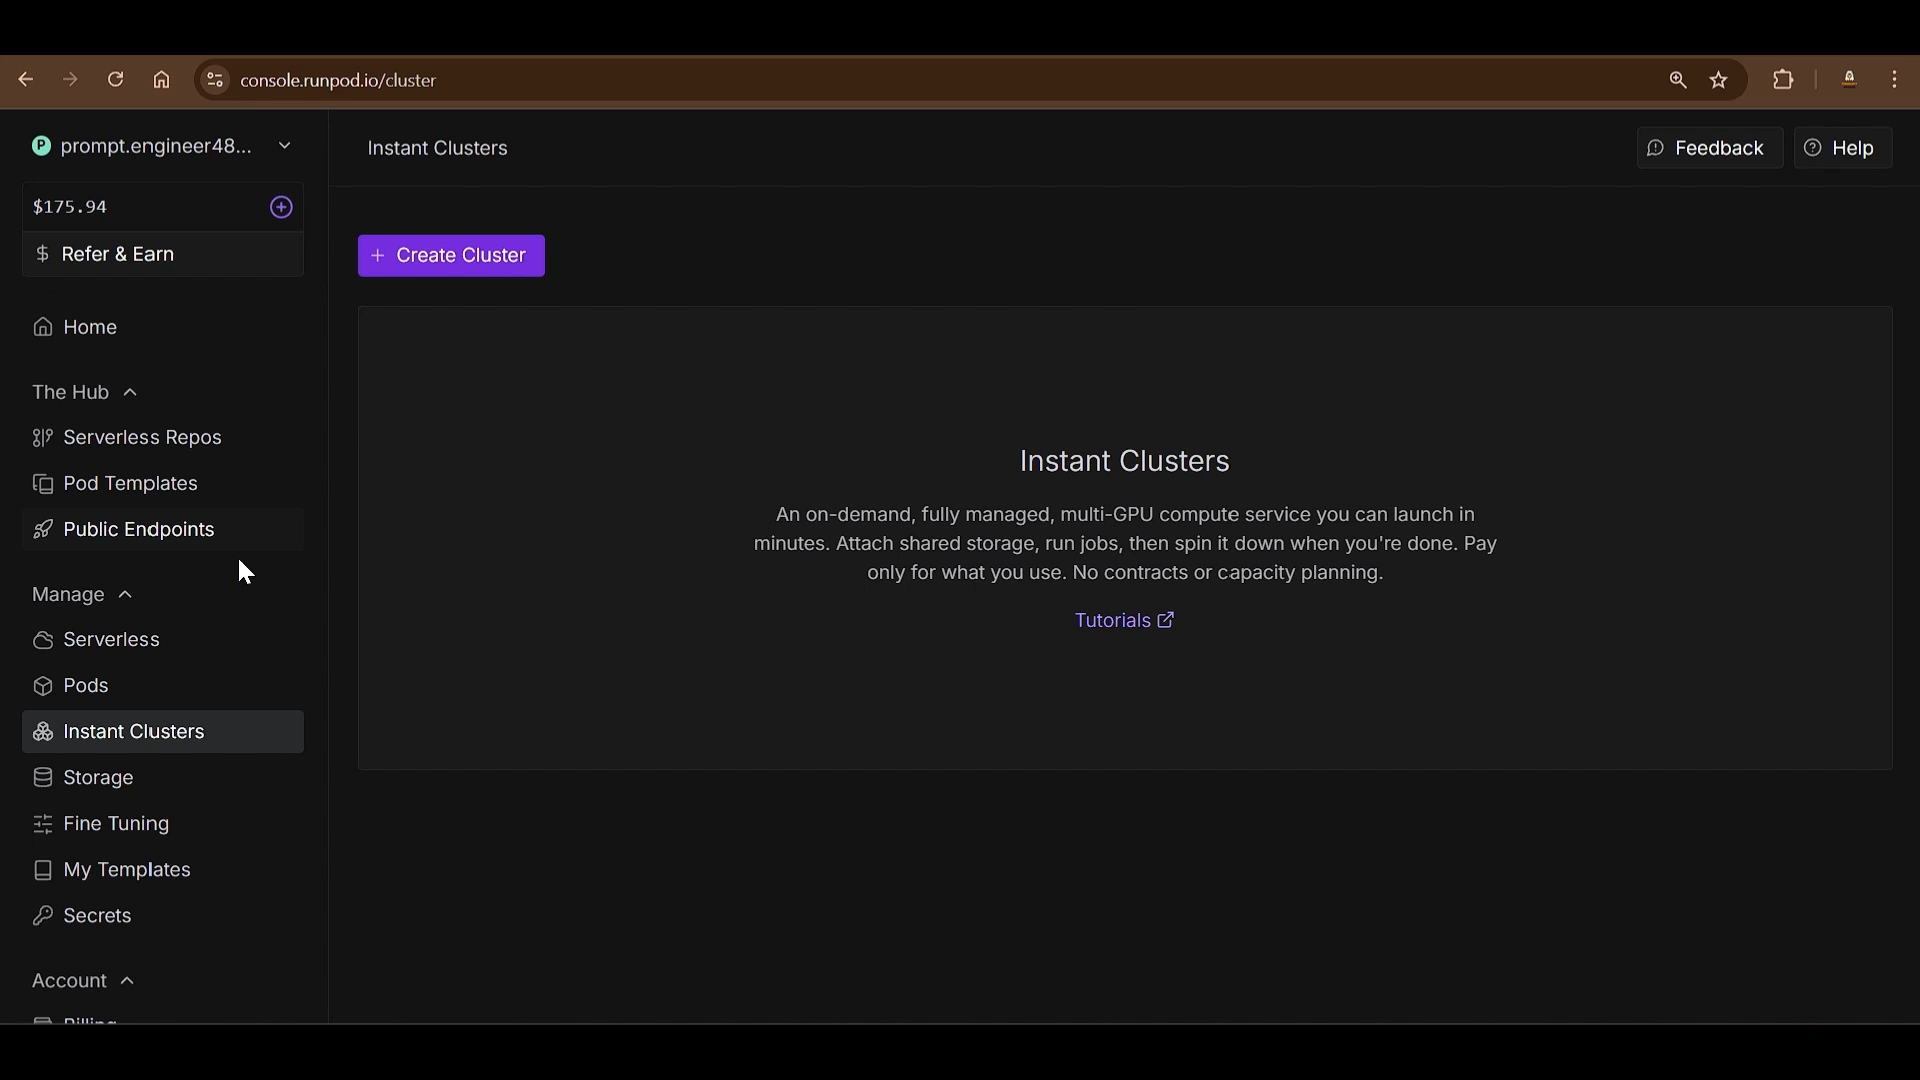 console.runpod.io/cluster
P prompt.engineer48...
Instant Clusters
Feedback
Help
$175.94
Refer & Earn
+ Create Cluster
Home
The Hub
Serverless Repos
Pod Templates
Public Endpoints
Manage
Serverless
Pods
Instant Clusters
Storage
Fine Tuning
My Templates
Secrets
Account
Billing
Instant Clusters
An on-demand, fully managed, multi-GPU compute service you can launch in
minutes. Attach shared storage, run jobs, then spin it down when you're done. Pay
only for what you use. No contracts or capacity planning.
Tutorials